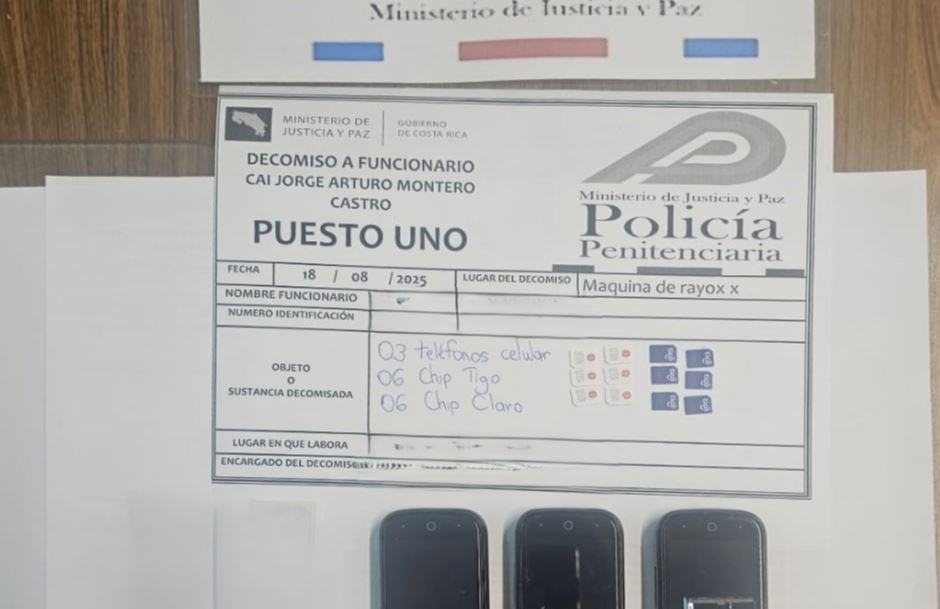 Ministerio de Justicia y Paz
MINISTERIO DE
JUSTICIA Y PAZ
GOBIERNO
DE COSTA RICA
DECOMISO A FUNCIONARIO
CAI JORGE ARTURO MONTERO
CASTRO
PUESTO UNO
Ministerio de Justicia y Paz
Policía
Penitenciaria
FECHA 18 / 08 / 2025 LUGAR DEL DECOMISO Maquina de rayox x
NOMBRE FUNCIONARIO
NUMERO IDENTIFICACIÓN
OBJETO
O
SUSTANCIA DECOMISADA
03 teléfonos celular
06 Chip Tigo
06 Chip Claro
LUGAR EN QUE LABORA
ENCARGADO DEL DECOMISO